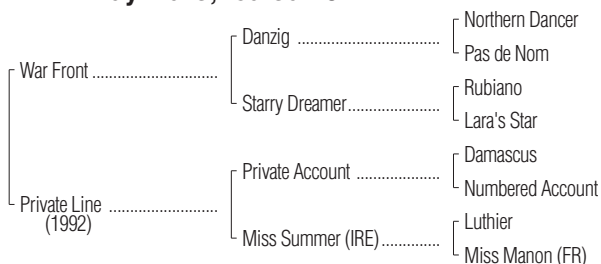 Northern Dancer
Danzig ........................................
Pas de Nom
War Front ...................................
Rubiano
Starry Dreamer..........................
Lara's Star
Damascus
Private Account .......................
Numbered Account
Private Line ..............................
(1992)
Luthier
Miss Summer (IRE)................
Miss Manon (FR)